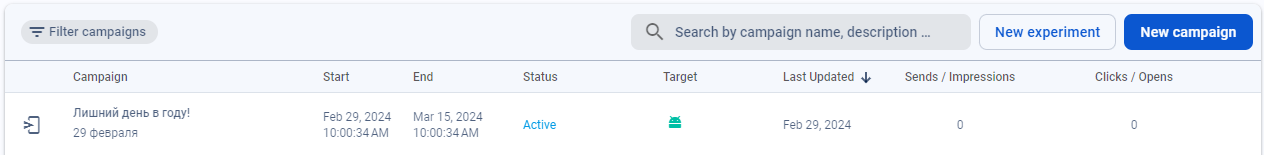 Filter campaigns
Search by campaign name, description ...
New experiment
New campaign
Campaign Start End Status Target Last Updated Sends / Impressions Clicks / Opens
Лишний день в году!
29 февраля
Feb 29, 2024
10:00:34 AM
Mar 15, 2024
10:00:34 AM
Active
Feb 29, 2024
0
0